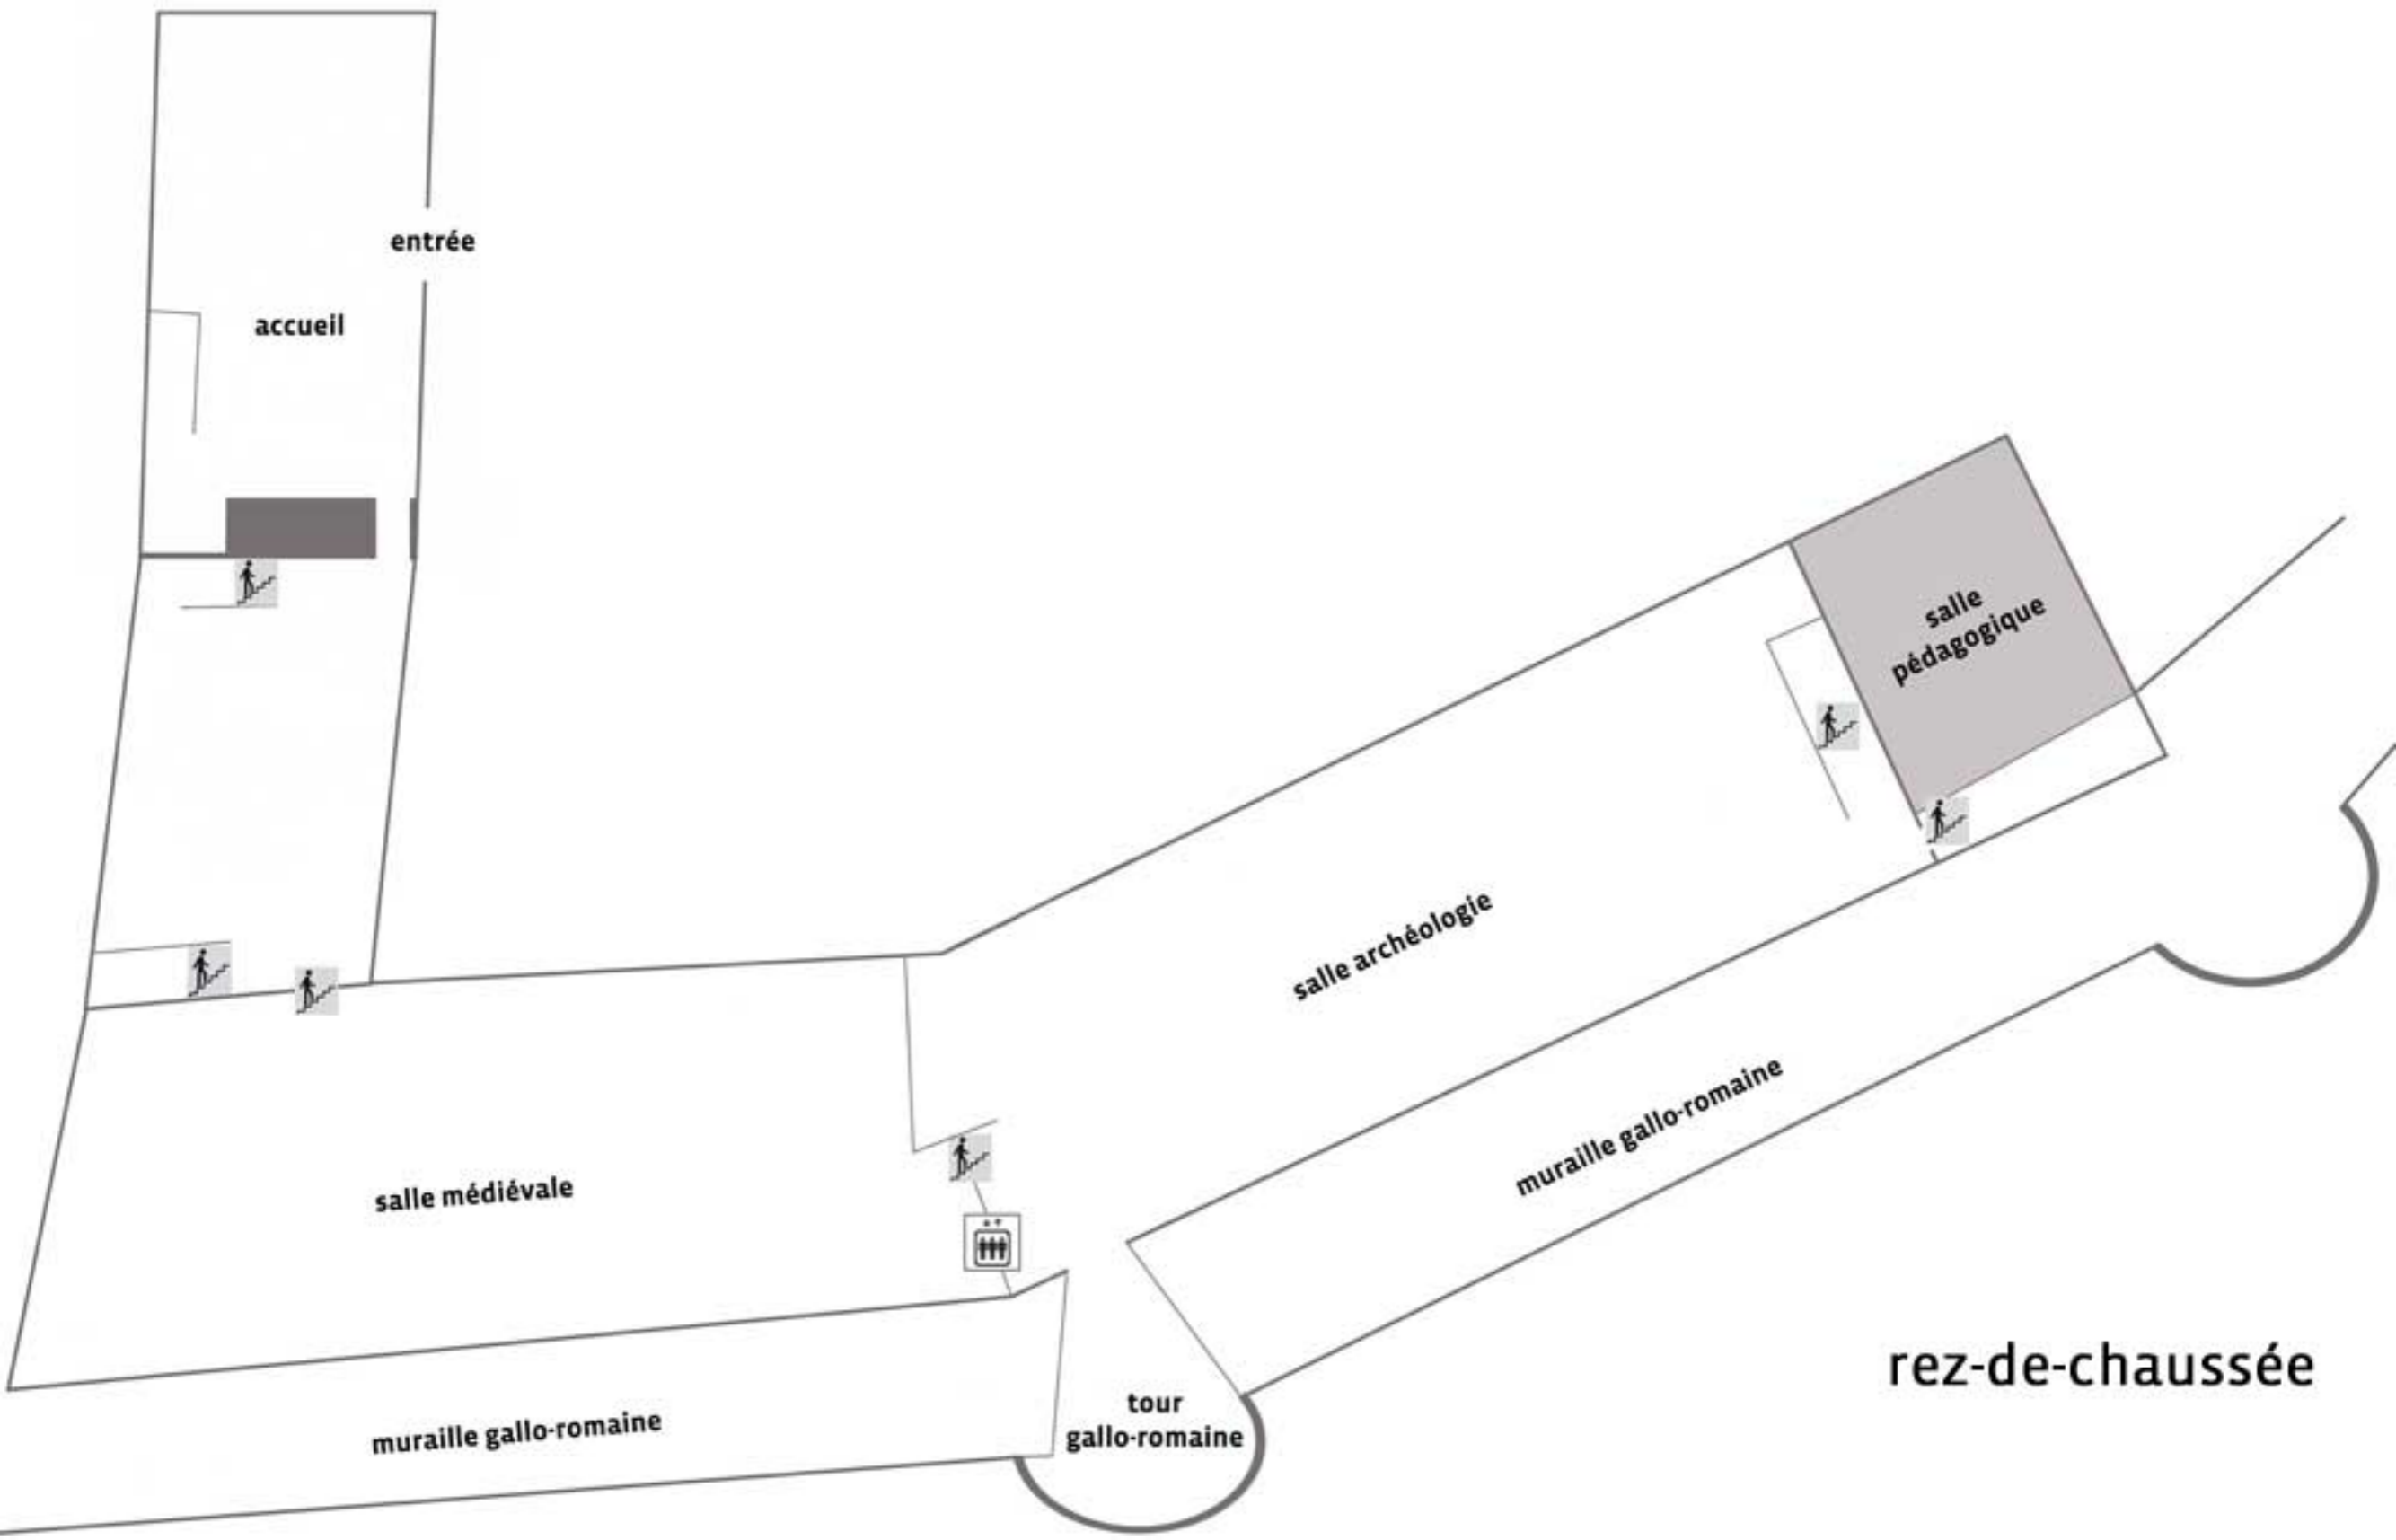 entrée
accueil
salle
pédagogique
salle archéologie
muraille gallo-romaine
salle médiévale
rez-de-chaussée
tour
gallo-romaine
muraille gallo-romaine